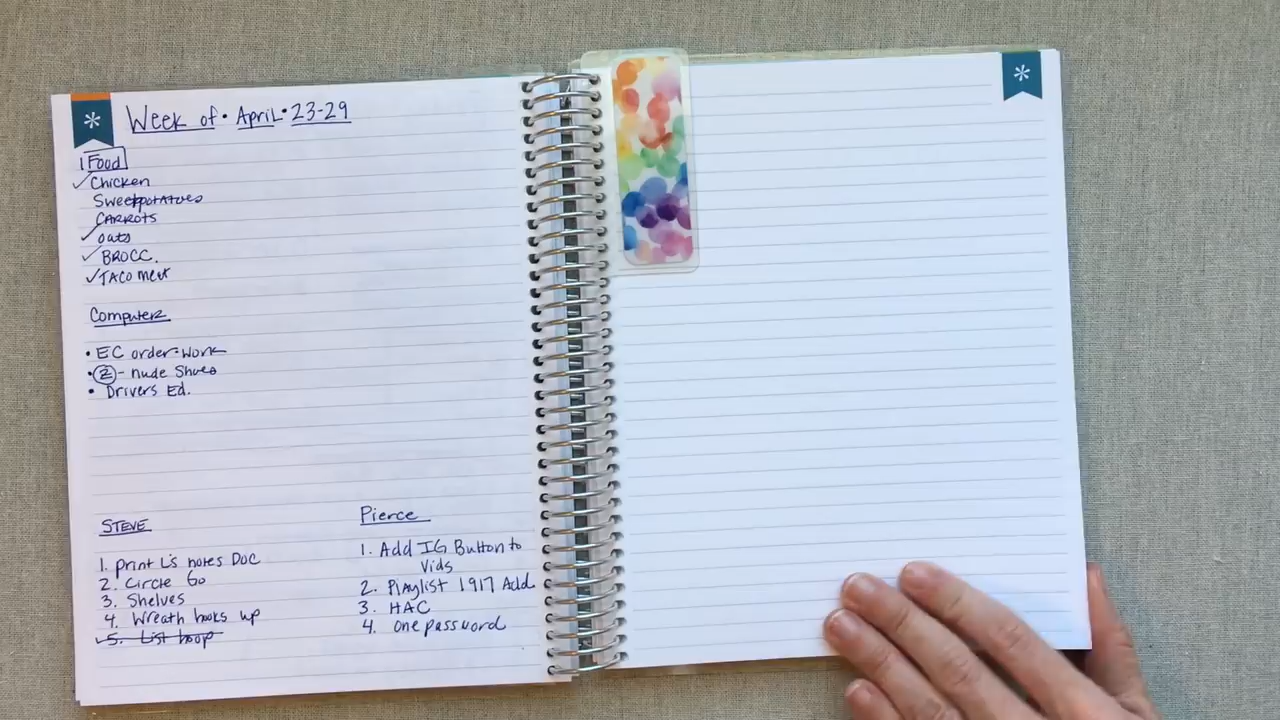 Week of • April • 23-29
Food
✓ Chicken
Sweetpotatoes
CARROTS
✓ oats
✓ BROCC.
✓ TACO meat
Computer
• EC order-work
• 2 - nude Shoes
• Drivers Ed.
STEVE
1. print L's notes Doc
2. Circle Go
3. Shelves
4. Wreath hooks up
✓ 5. List hoop
Pierce
1. Add IG Button to
Vids
2. Playlist 1917 Add
3. HAC
4. one password